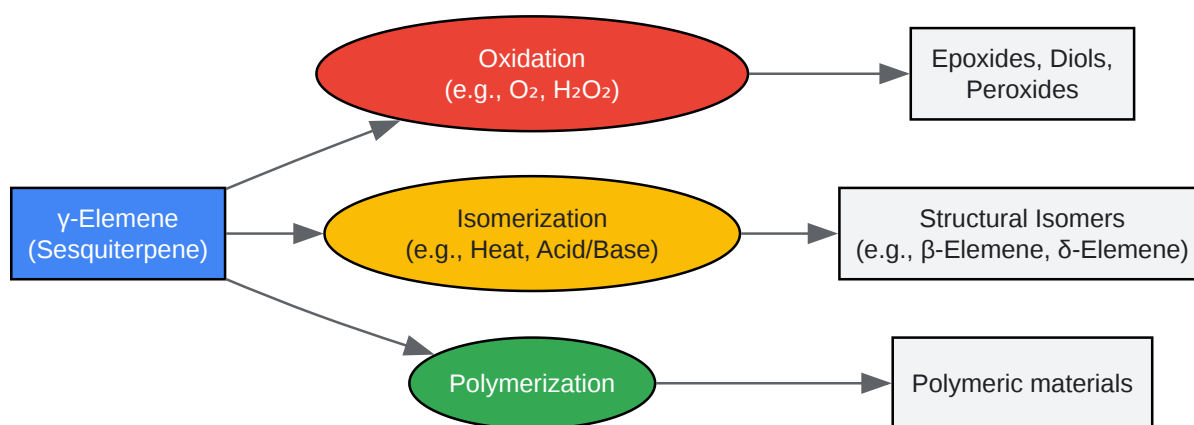 Oxidation
(e.g., O₂, H₂O₂)
Epoxides, Diols,
Peroxides
γ-Elemene
(Sesquiterpene)
Isomerization
(e.g., Heat, Acid/Base)
Structural Isomers
(e.g., β-Elemene, δ-Elemene)
Polymerization
Polymeric materials